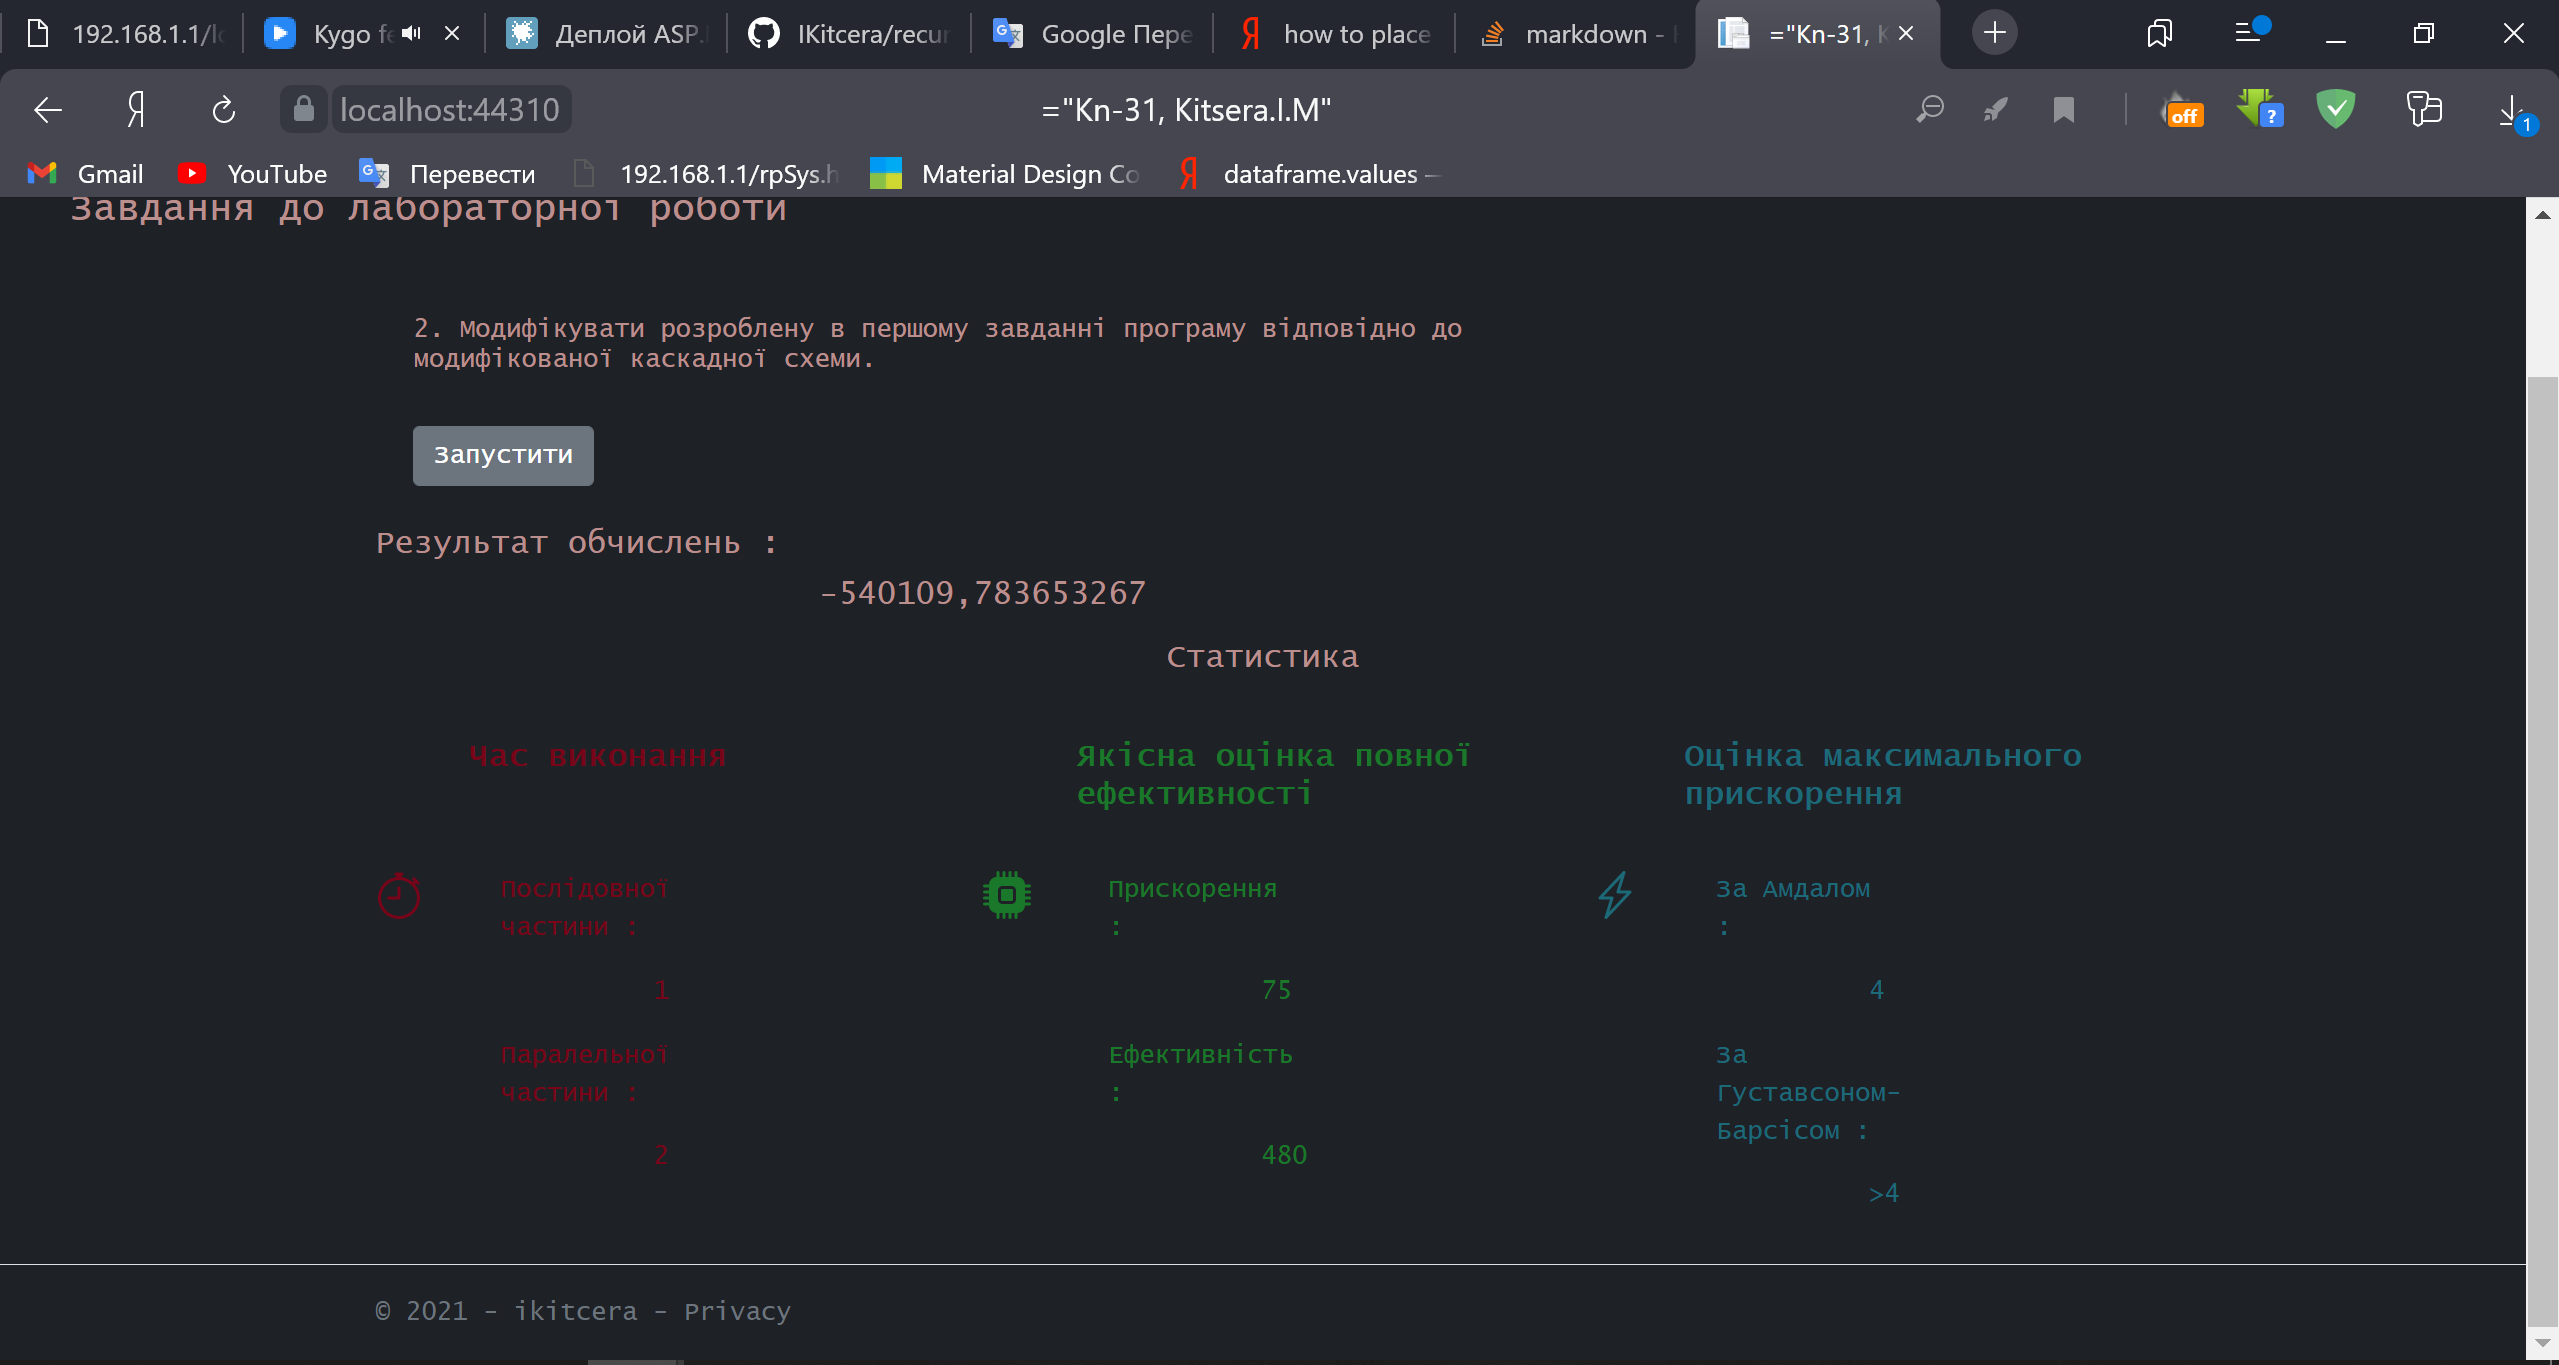 192.168.1.1/
Kygo
Деплой ASP.
IKitcera/recur
Google Пере
how to place
markdown -
="Kn-31,
localhost:44310
="Kn-31, Kitsera.I.M"
off
?
1
Gmail
YouTube
Перевести
192.168.1.1/rpSys.h
Material Design Co
dataframe.values —
Завдання до лабораторної роботи
2. Модифікувати розроблену в першому завданні програму відповідно до
модифікованої каскадної схеми.
Запустити
Результат обчислень :
-540109,783653267
Статистика
Час виконання
Якісна оцінка повної
ефективності
Оцінка максимального
прискорення
Послідовної
частини :
1
Паралельної
частини :
2
Прискорення
:
75
Ефективність
:
480
За Амдалом
:
4
За
Густавсоном-
Барсісом :
>4
© 2021 - ikitcera - Privacy